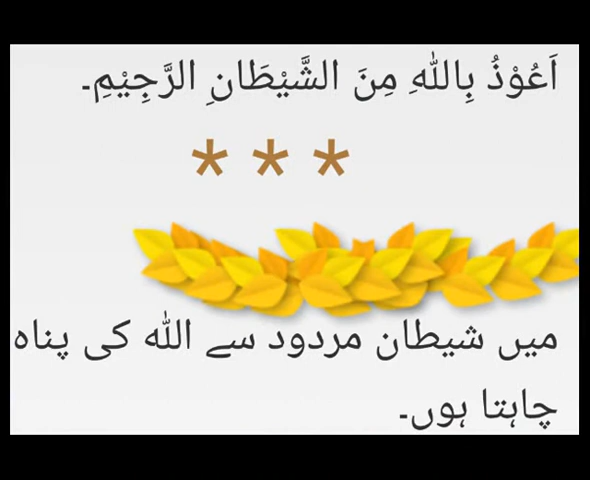 اَعُوْذُ بِاللّٰهِ مِنَ الشَّيْطَانِ الرَّجِيْمِ۔
* * *
میں شیطان مردود سے اللّٰہ کی پناہ
چاہتا ہوں۔